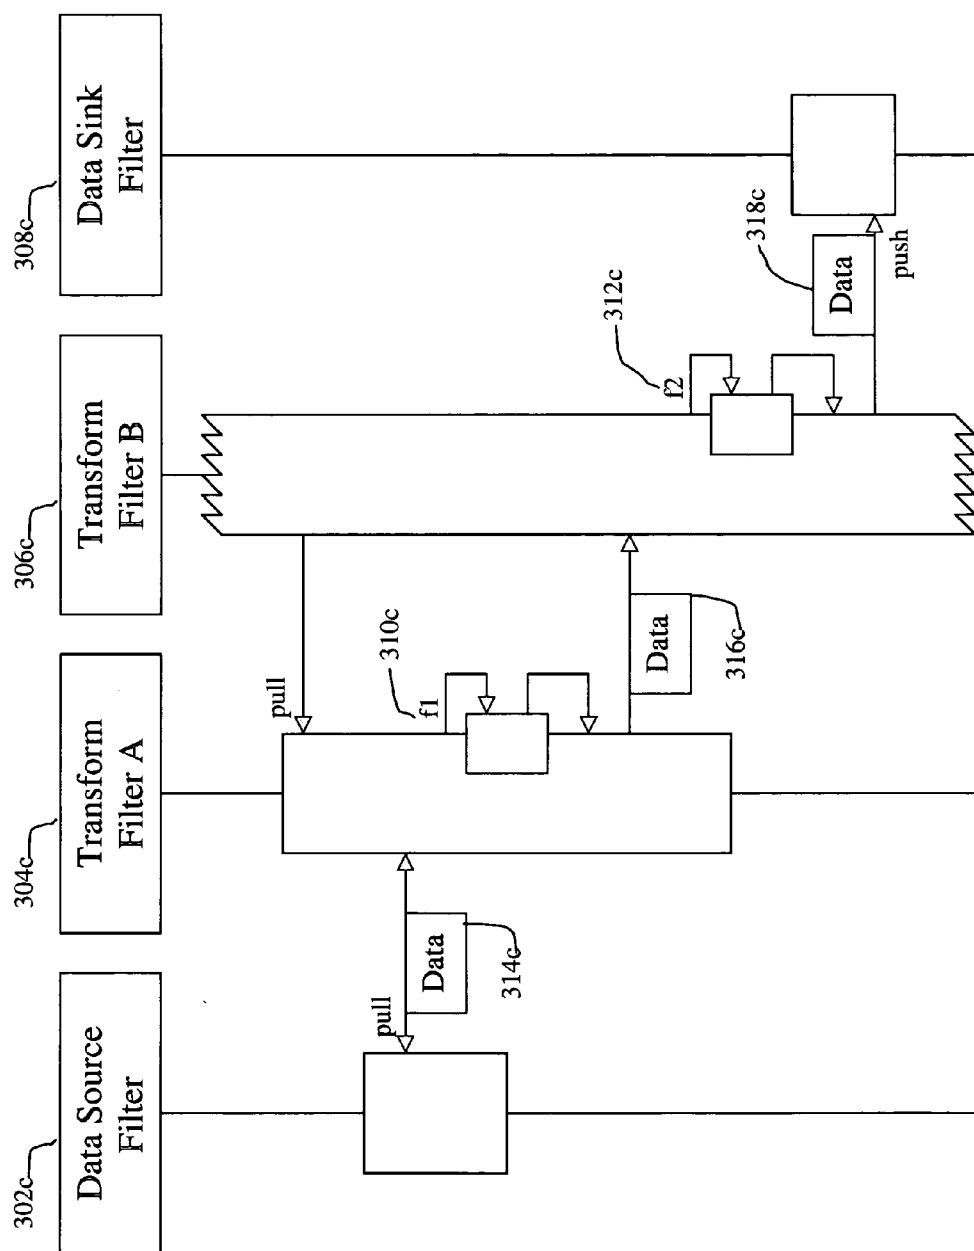 302c
Data Source
Filter
304c
Transform
Filter A
306c
Transform
Filter B
308c
Data Sink
Filter
pull
pull
Data
314c
f1
310c
Data
316c
f2
312c
Data
318c
push